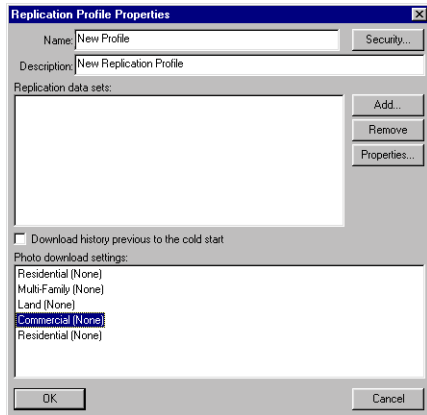 Replication Profile Properties
Name: New Profile
Security...
Description: New Replication Profile
Replication data sets:
Add...
Remove
Properties...
Download history previous to the cold start
Photo download settings:
Residential (None)
Multi-Family (None)
Land (None)
Commercial (None)
Residential (None)
OK
Cancel